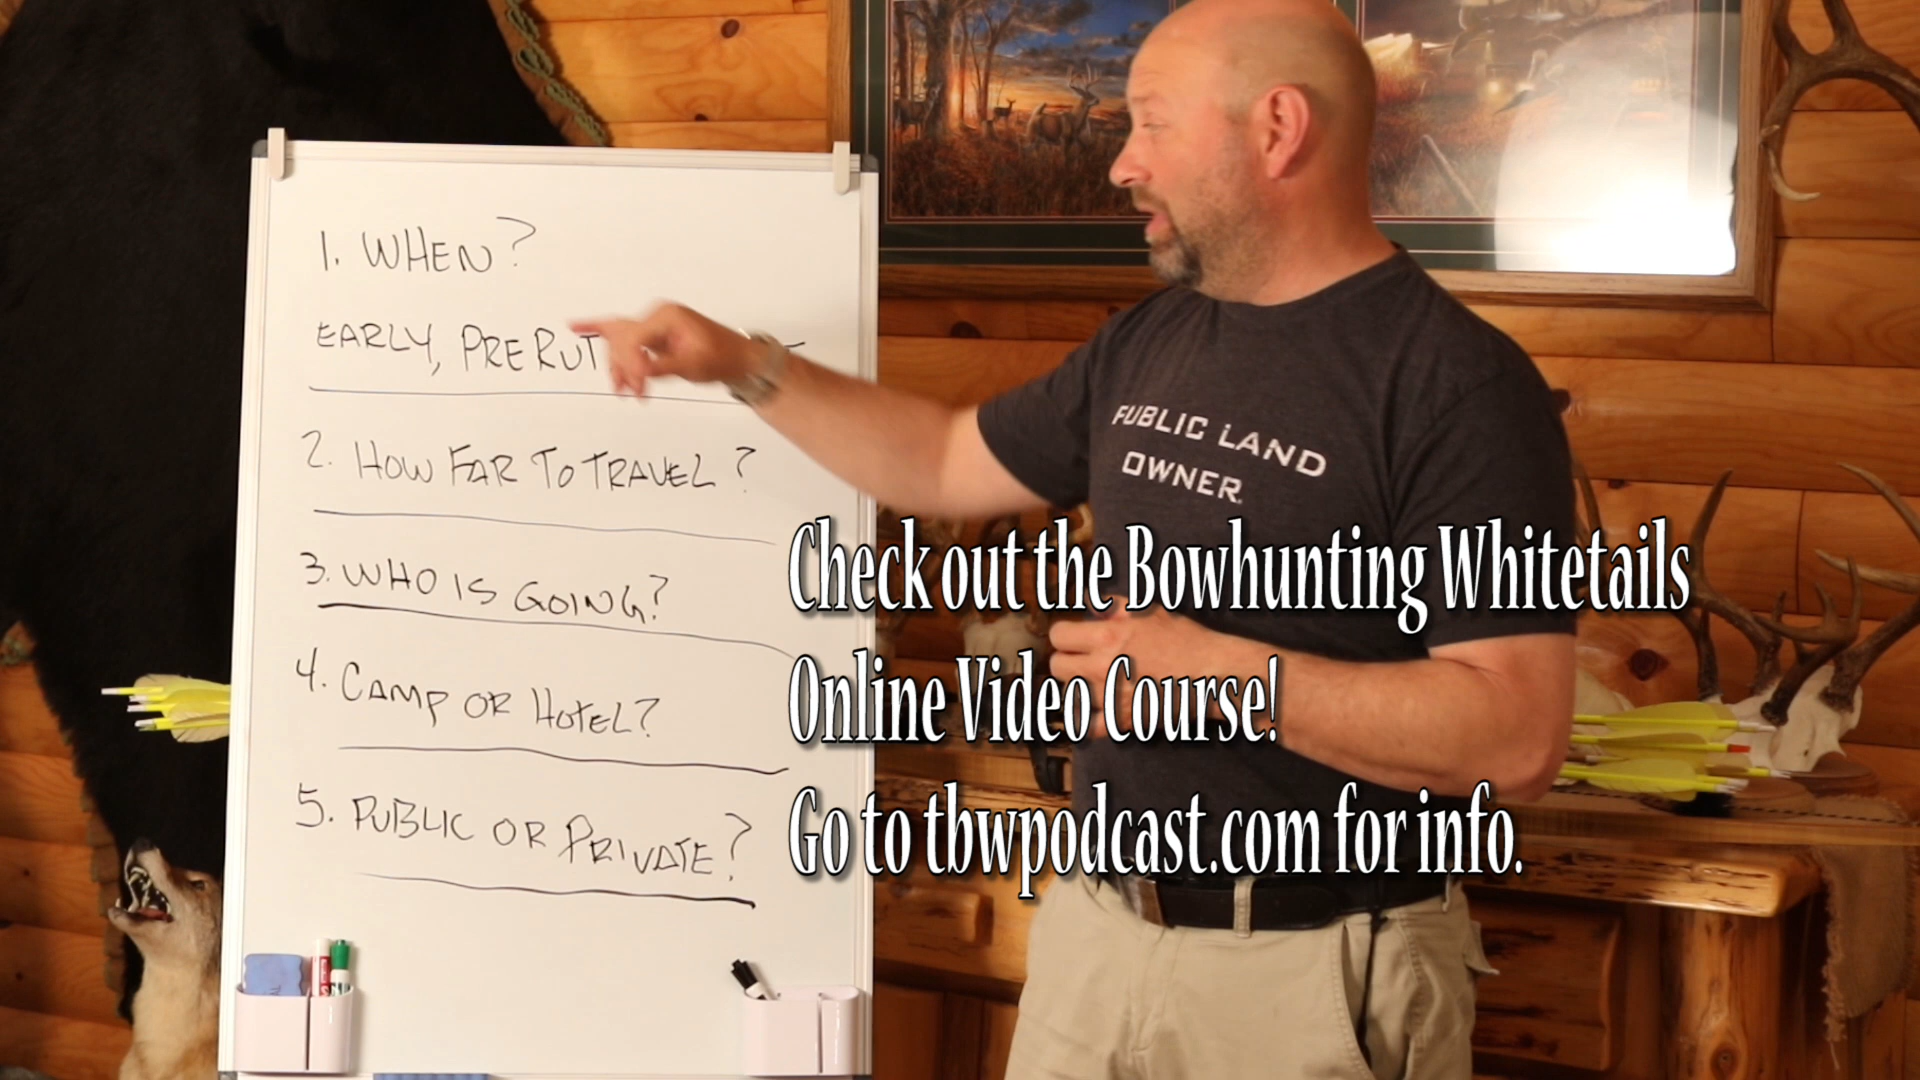 1. WHEN?
EARLY, PRERUT
2. HOW FAR TO TRAVEL?
3. WHO IS GOING?
4. CAMP OR HOTEL?
5. PUBLIC OR PRIVATE?
PUBLIC LAND
OWNER
Check out the Bowhunting Whitetails
Online Video Course!
Go to tbwpodcast.com for info.